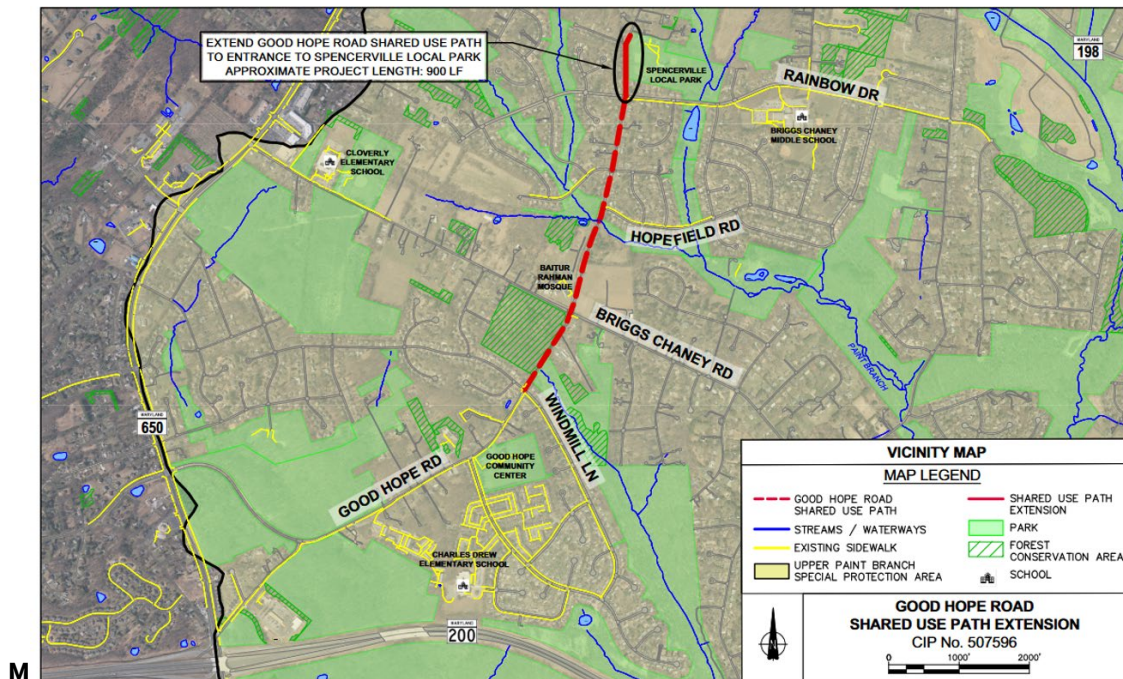 EXTEND GOOD HOPE ROAD SHARED USE PATH
TO ENTRANCE TO SPENCERVILLE LOCAL PARK
APPROXIMATE PROJECT LENGTH: 900 LF
SPENCERVILLE
LOCAL PARK
MARYLAND
198
RAINBOW DR
BRIGGS CHANEY
MIDDLE SCHOOL
CLOVERLY
ELEMENTARY
SCHOOL
HOPEFIELD RD
BAITUR
RAHMAN
MOSQUE
BRIGGS CHANEY RD
PAINT BRANCH
WINDMILL LN
MARYLAND
650
GOOD HOPE RD
GOOD HOPE
COMMUNITY
CENTER
CHARLES DREW
ELEMENTARY SCHOOL
MARYLAND
200
VICINITY MAP
MAP LEGEND
GOOD HOPE ROAD
SHARED USE PATH
STREAMS / WATERWAYS
EXISTING SIDEWALK
UPPER PAINT BRANCH
SPECIAL PROTECTION AREA
SHARED USE PATH
EXTENSION
PARK
FOREST
CONSERVATION AREA
SCHOOL
GOOD HOPE ROAD
SHARED USE PATH EXTENSION
CIP No. 507596
0 1000' 2000'
M